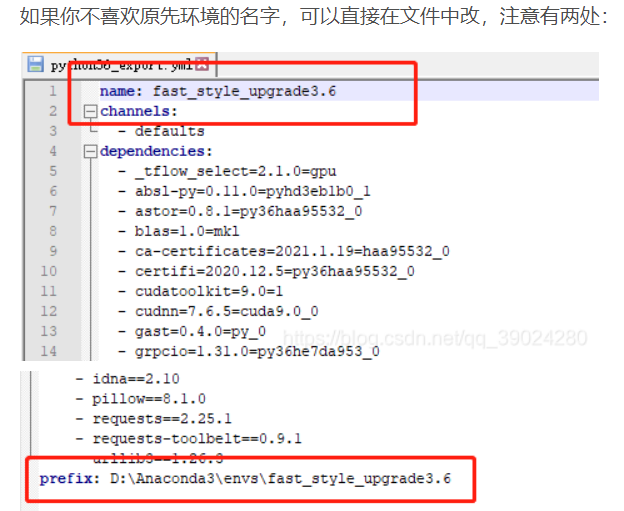 如果你不喜欢原先环境的名字，可以直接在文件中改，注意有两处：
python36_export.yml
1 name: fast_style_upgrade3.6
2 channels:
3 - defaults
4 dependencies:
5 - _tflow_select=2.1.0=gpu
6 - absl-py=0.11.0=pyhd3eb1b0_1
7 - astor=0.8.1=py36haa95532_0
8 - blas=1.0=mkl
9 - ca-certificates=2021.1.19=haa95532_0
10 - certifi=2020.12.5=py36haa95532_0
11 - cudatoolkit=9.0=1
12 - cudnn=7.6.5=cuda9.0_0
13 - gast=0.4.0=py_0
https://blog.csdn.net/qq_39024280
14 - grpcio=1.31.0=py36he7da953_0
- idna==2.10
- pillow==8.1.0
- requests==2.25.1
- requests-toolbelt==0.9.1
- urllib3==1.26.3
prefix: D:\Anaconda3\envs\fast_style_upgrade3.6